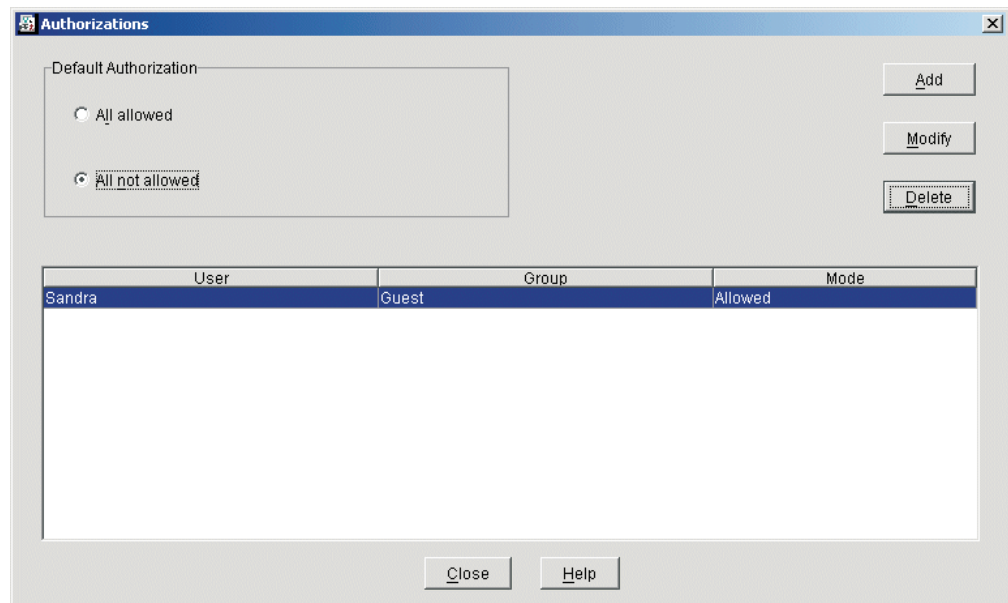 Authorizations
Default Authorization
All allowed
All not allowed
Add
Modify
Delete
User Group Mode
Sandra Guest Allowed
Close Help